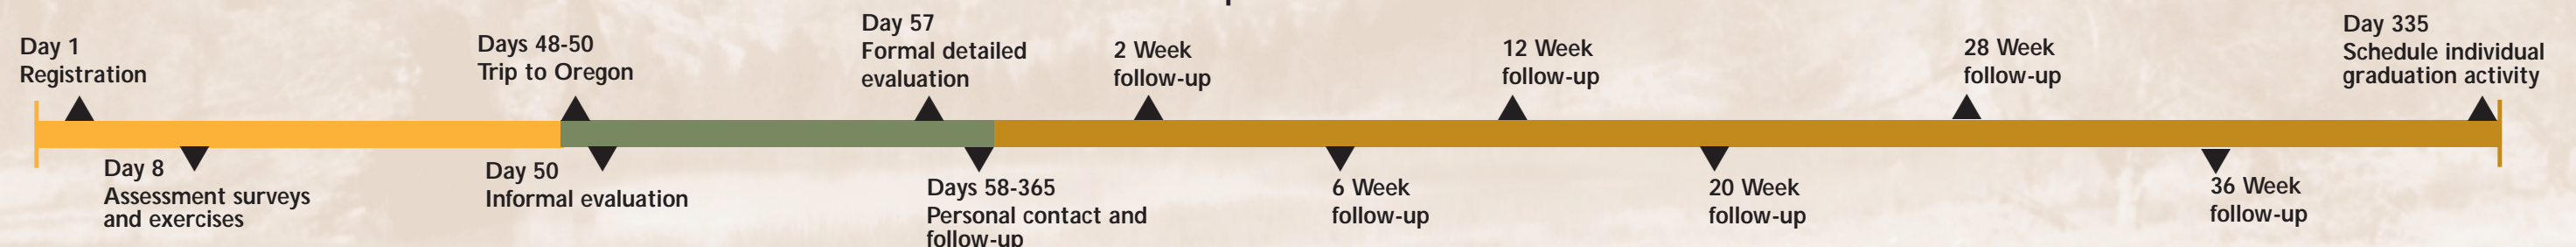 Day 1
Registration
Day 8
Assessment surveys
and exercises
Days 48-50
Trip to Oregon
Day 50
Informal evaluation
Day 57
Formal detailed
evaluation
Days 58-365
Personal contact and
follow-up
2 Week
follow-up
6 Week
follow-up
12 Week
follow-up
20 Week
follow-up
28 Week
follow-up
36 Week
follow-up
Day 335
Schedule individual
graduation activity